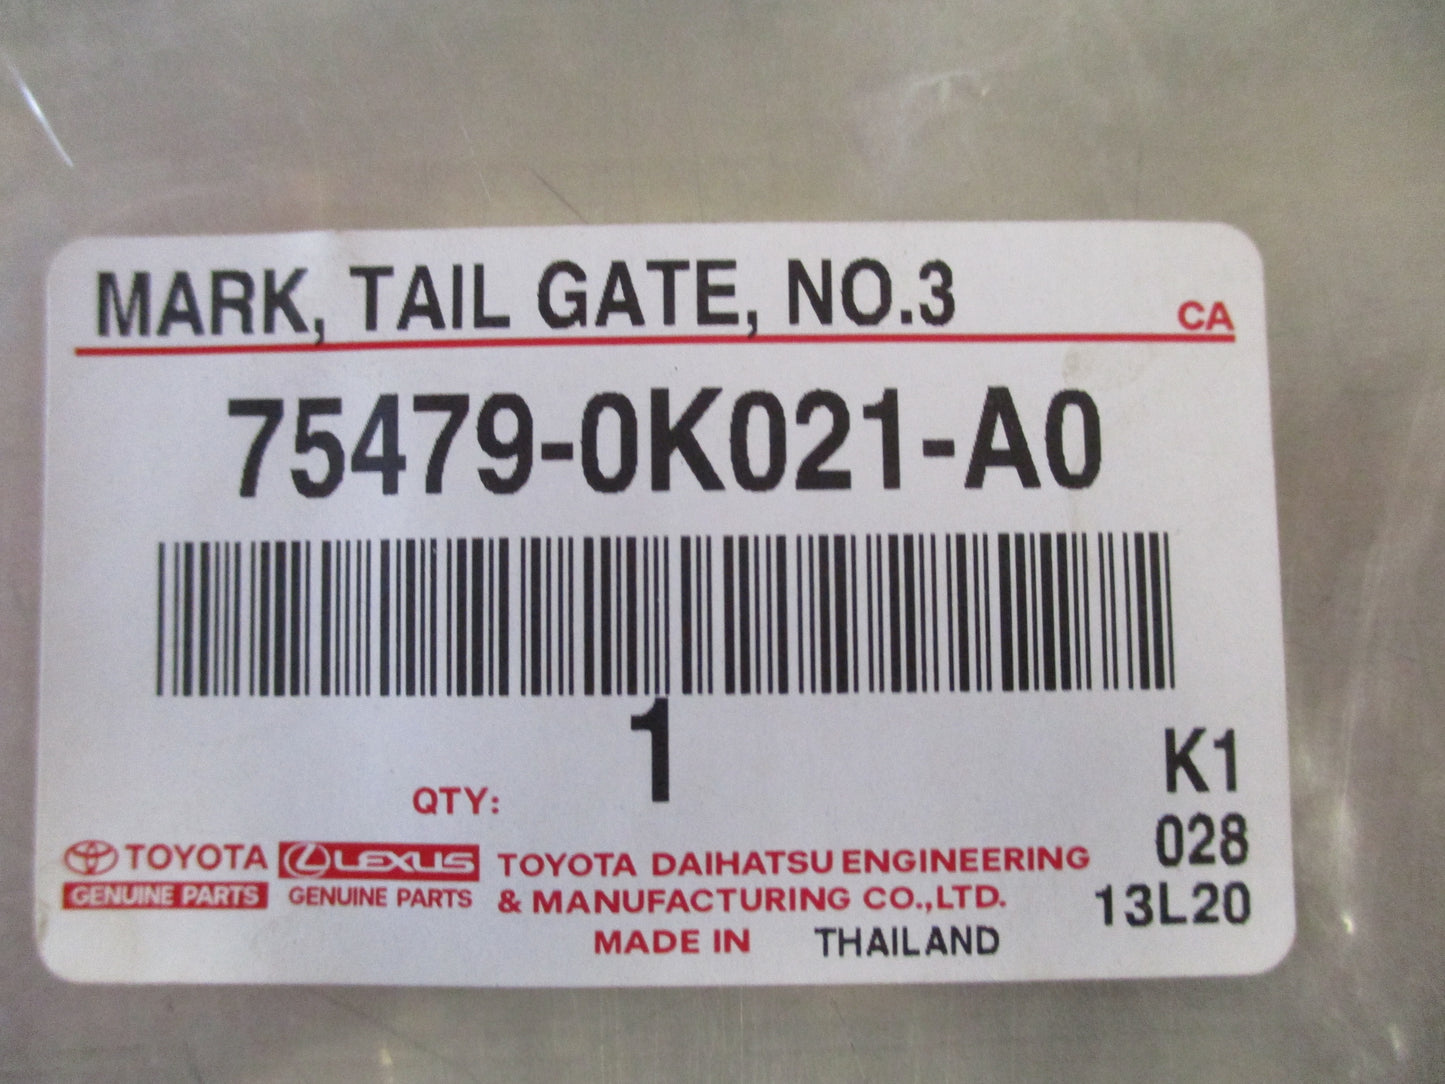 MARK, TAIL GATE, NO.3
CA
75479-0K021-A0
1
QTY:
K1
028
13L20
TOYOTA
GENUINE PARTS
LEXUS
GENUINE PARTS
TOYOTA DAIHATSU ENGINEERING
& MANUFACTURING CO.,LTD.
MADE IN THAILAND